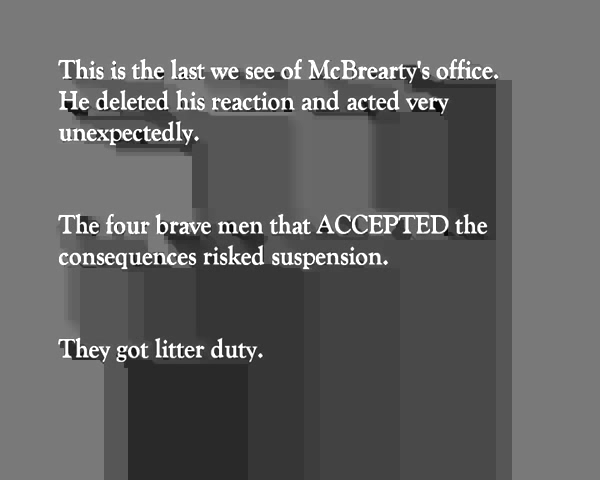 This is the last we see of McBrearty's office.
He deleted his reaction and acted very
unexpectedly.
The four brave men that ACCEPTED the
consequences risked suspension.
They got litter duty.